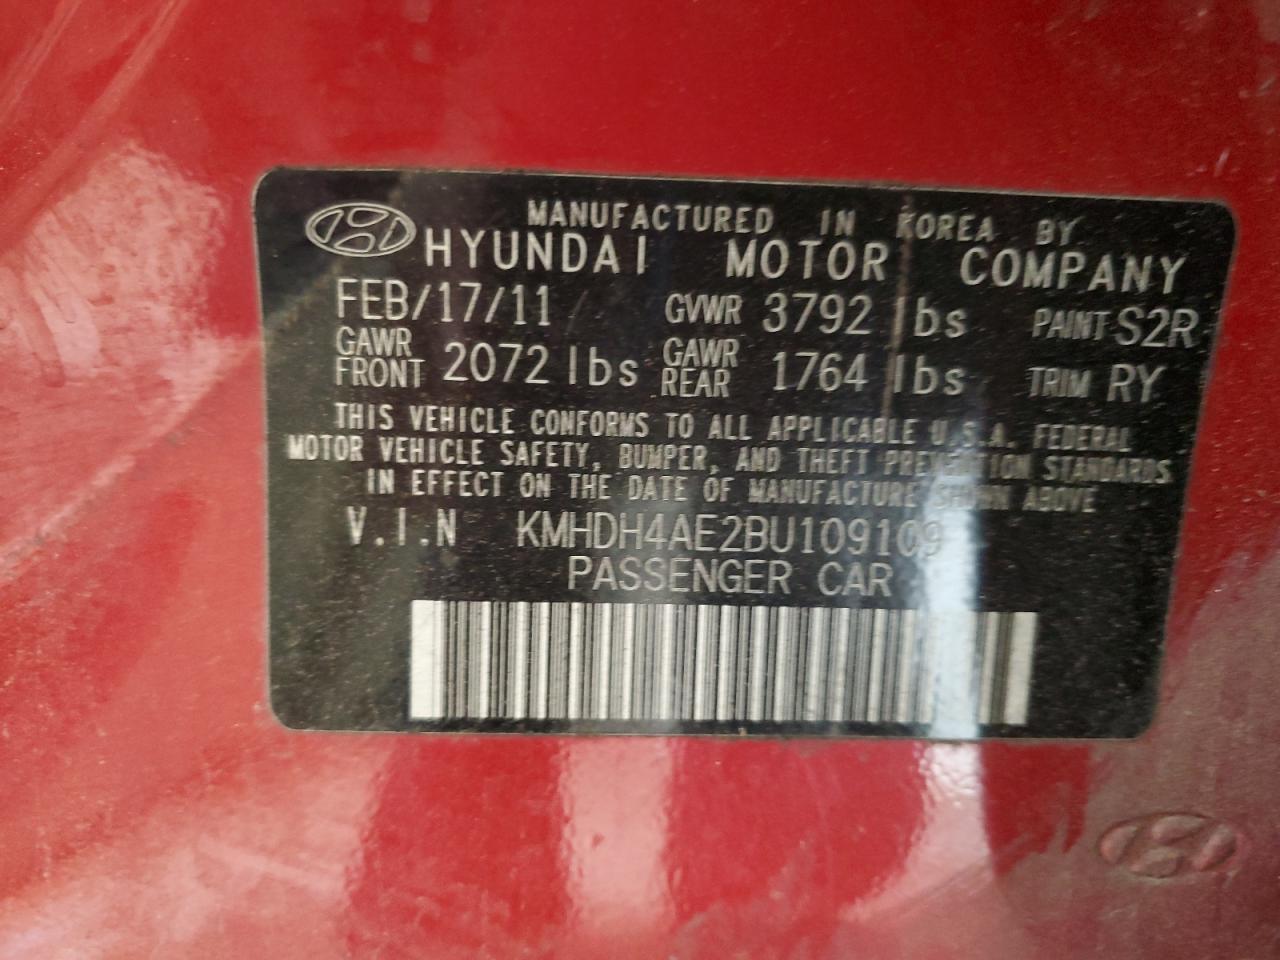 MANUFACTURED IN KOREA BY
HYUNDAI MOTOR COMPANY
FEB/17/11 GVWR 3792 lbs PAINT S2R
GAWR FRONT 2072 lbs GAWR REAR 1764 lbs TRIM RY
THIS VEHICLE CONFORMS TO ALL APPLICABLE U.S.A. FEDERAL
MOTOR VEHICLE SAFETY, BUMPER, AND THEFT PREVENTION STANDARDS
IN EFFECT ON THE DATE OF MANUFACTURE SHOWN ABOVE
V.I.N KMHDH4AE2BU109109
PASSENGER CAR